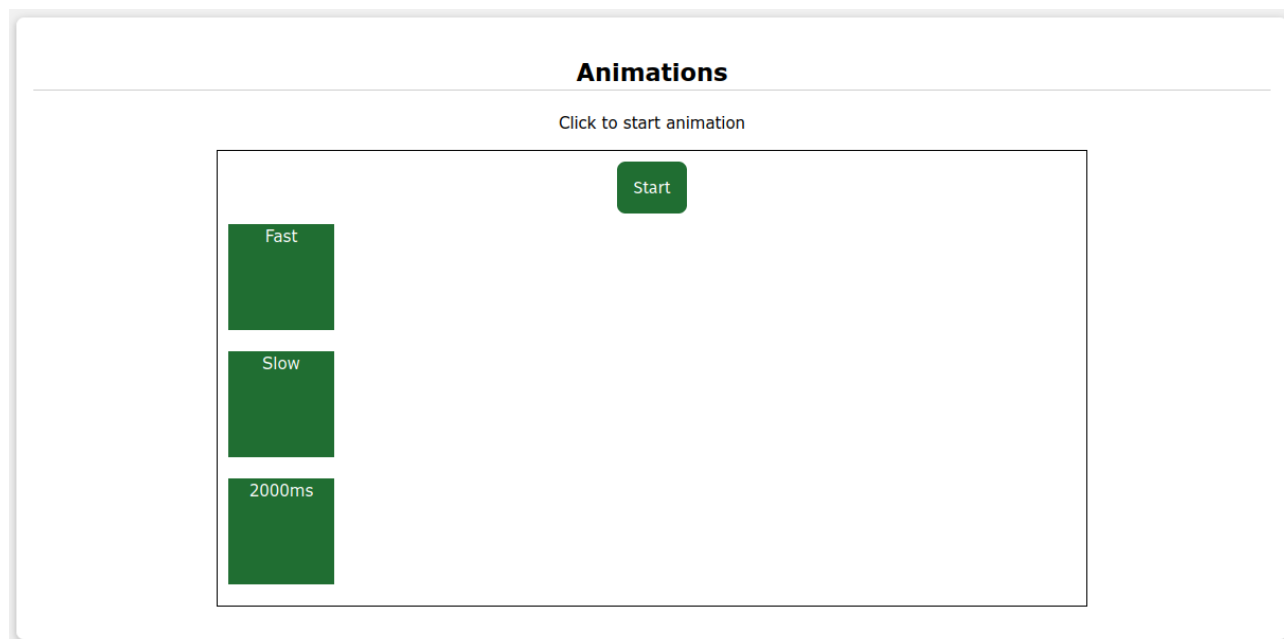 Animations
Click to start animation
Start
Fast
Slow
2000ms